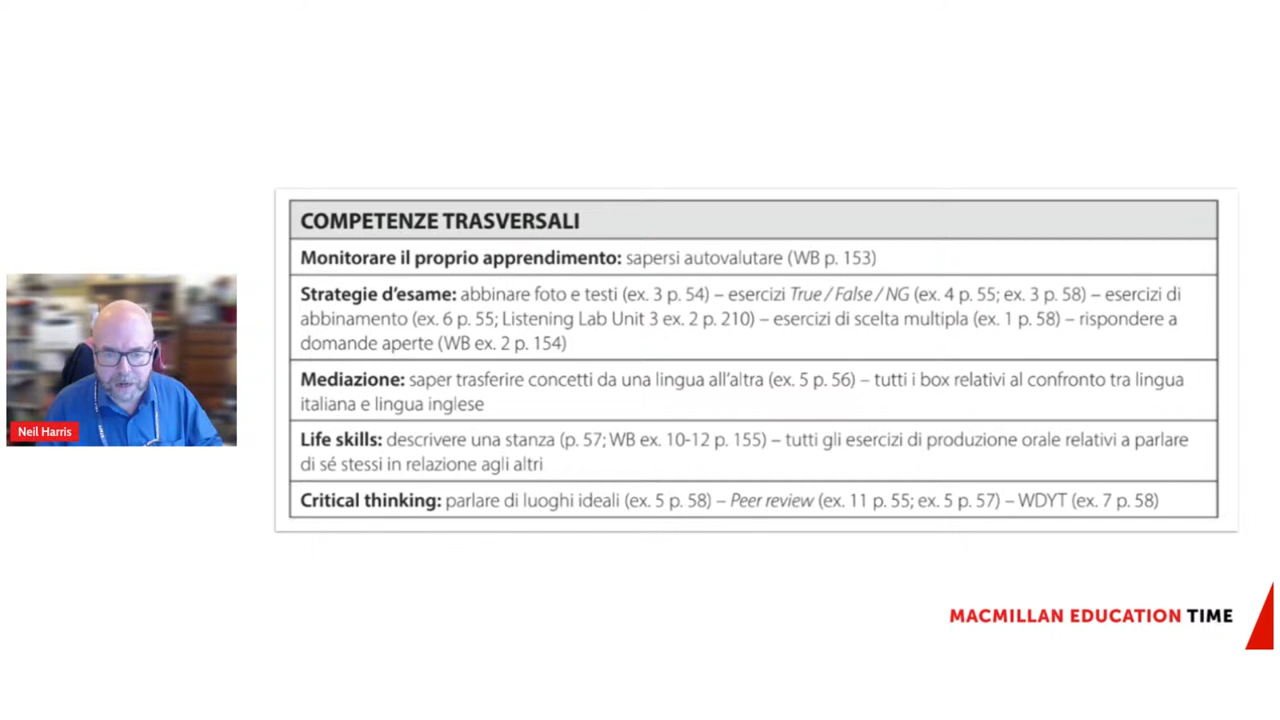 COMPETENZE TRASVERSALI
Monitorare il proprio apprendimento: sapersi autovalutare (WB p. 153)
Strategie d'esame: abbinare foto e testi (ex. 3 p. 54) – esercizi True / False / NG (ex. 4 p. 55; ex. 3 p. 58) – esercizi di
abbinamento (ex. 6 p. 55; Listening Lab Unit 3 ex. 2 p. 210) – esercizi di scelta multipla (ex. 1 p. 58) – rispondere a
domande aperte (WB ex. 2 p. 154)
Mediazione: saper trasferire concetti da una lingua all'altra (ex. 5 p. 56) – tutti i box relativi al confronto tra lingua
italiana e lingua inglese
Life skills: descrivere una stanza (p. 57; WB ex. 10-12 p. 155) – tutti gli esercizi di produzione orale relativi a parlare
di sé stessi in relazione agli altri
Critical thinking: parlare di luoghi ideali (ex. 5 p. 58) – Peer review (ex. 11 p. 55; ex. 5 p. 57) – WDYT (ex. 7 p. 58)
Neil Harris
MACMILLAN EDUCATION TIME